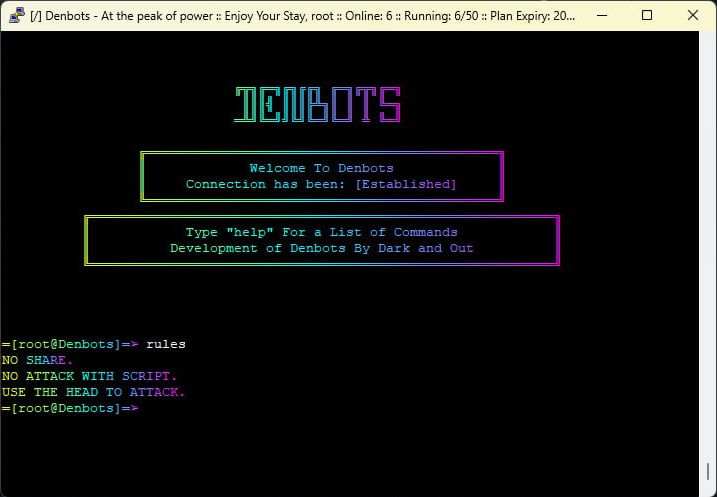 [/] Denbots - At the peak of power :: Enjoy Your Stay, root :: Online: 6 :: Running: 6/50 :: Plan Expiry: 20...
DENBOTS
Welcome To Denbots
Connection has been: [Established]
Type "help" For a List of Commands
Development of Denbots By Dark and Out
=[root@Denbots]=> rules
NO SHARE.
NO ATTACK WITH SCRIPT.
USE THE HEAD TO ATTACK.
=[root@Denbots]=>